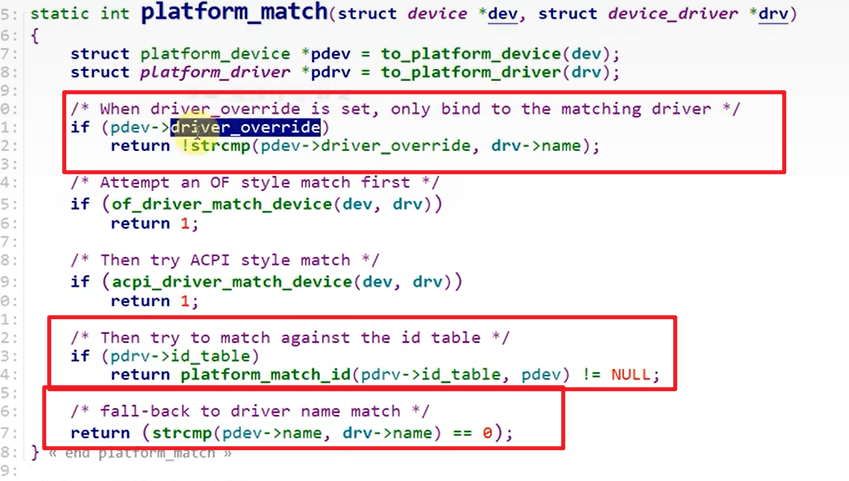 5: static int platform_match(struct device *dev, struct device_driver *drv)
6: {
7: struct platform_device *pdev = to_platform_device(dev);
8: struct platform_driver *pdrv = to_platform_driver(drv);
9:
0: /* When driver_override is set, only bind to the matching driver */
1: if (pdev->driver_override)
2: return !strcmp(pdev->driver_override, drv->name);
3:
4: /* Attempt an OF style match first */
5: if (of_driver_match_device(dev, drv))
6: return 1;
7:
8: /* Then try ACPI style match */
9: if (acpi_driver_match_device(dev, drv))
0: return 1;
1:
2: /* Then try to match against the id table */
3: if (pdrv->id_table)
4: return platform_match_id(pdrv->id_table, pdev) != NULL;
5:
6: /* fall-back to driver name match */
7: return (strcmp(pdev->name, drv->name) == 0);
8: } « end platform_match »
9: